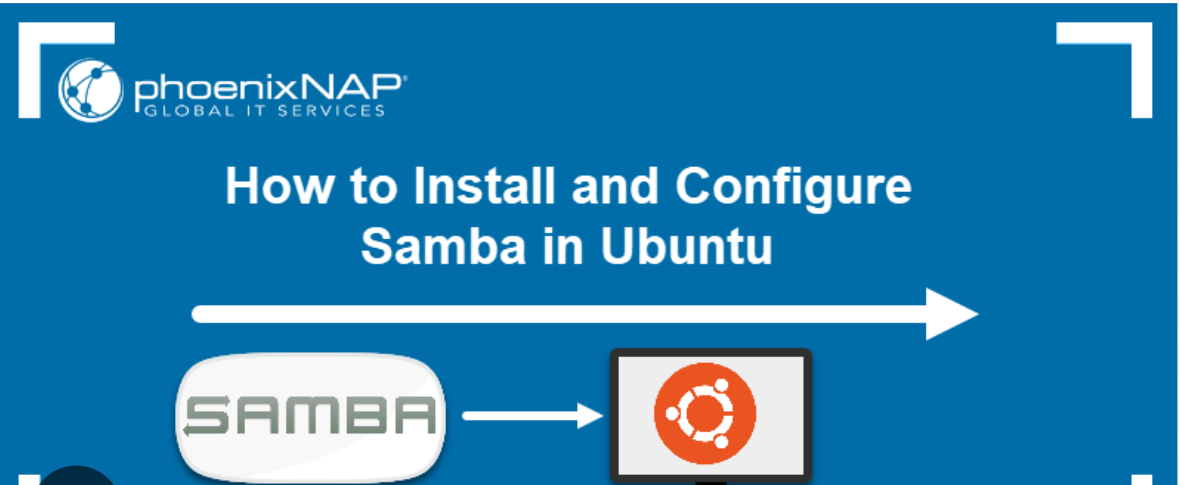 phoenixNAP®
GLOBAL IT SERVICES
How to Install and Configure
Samba in Ubuntu
SAMBA